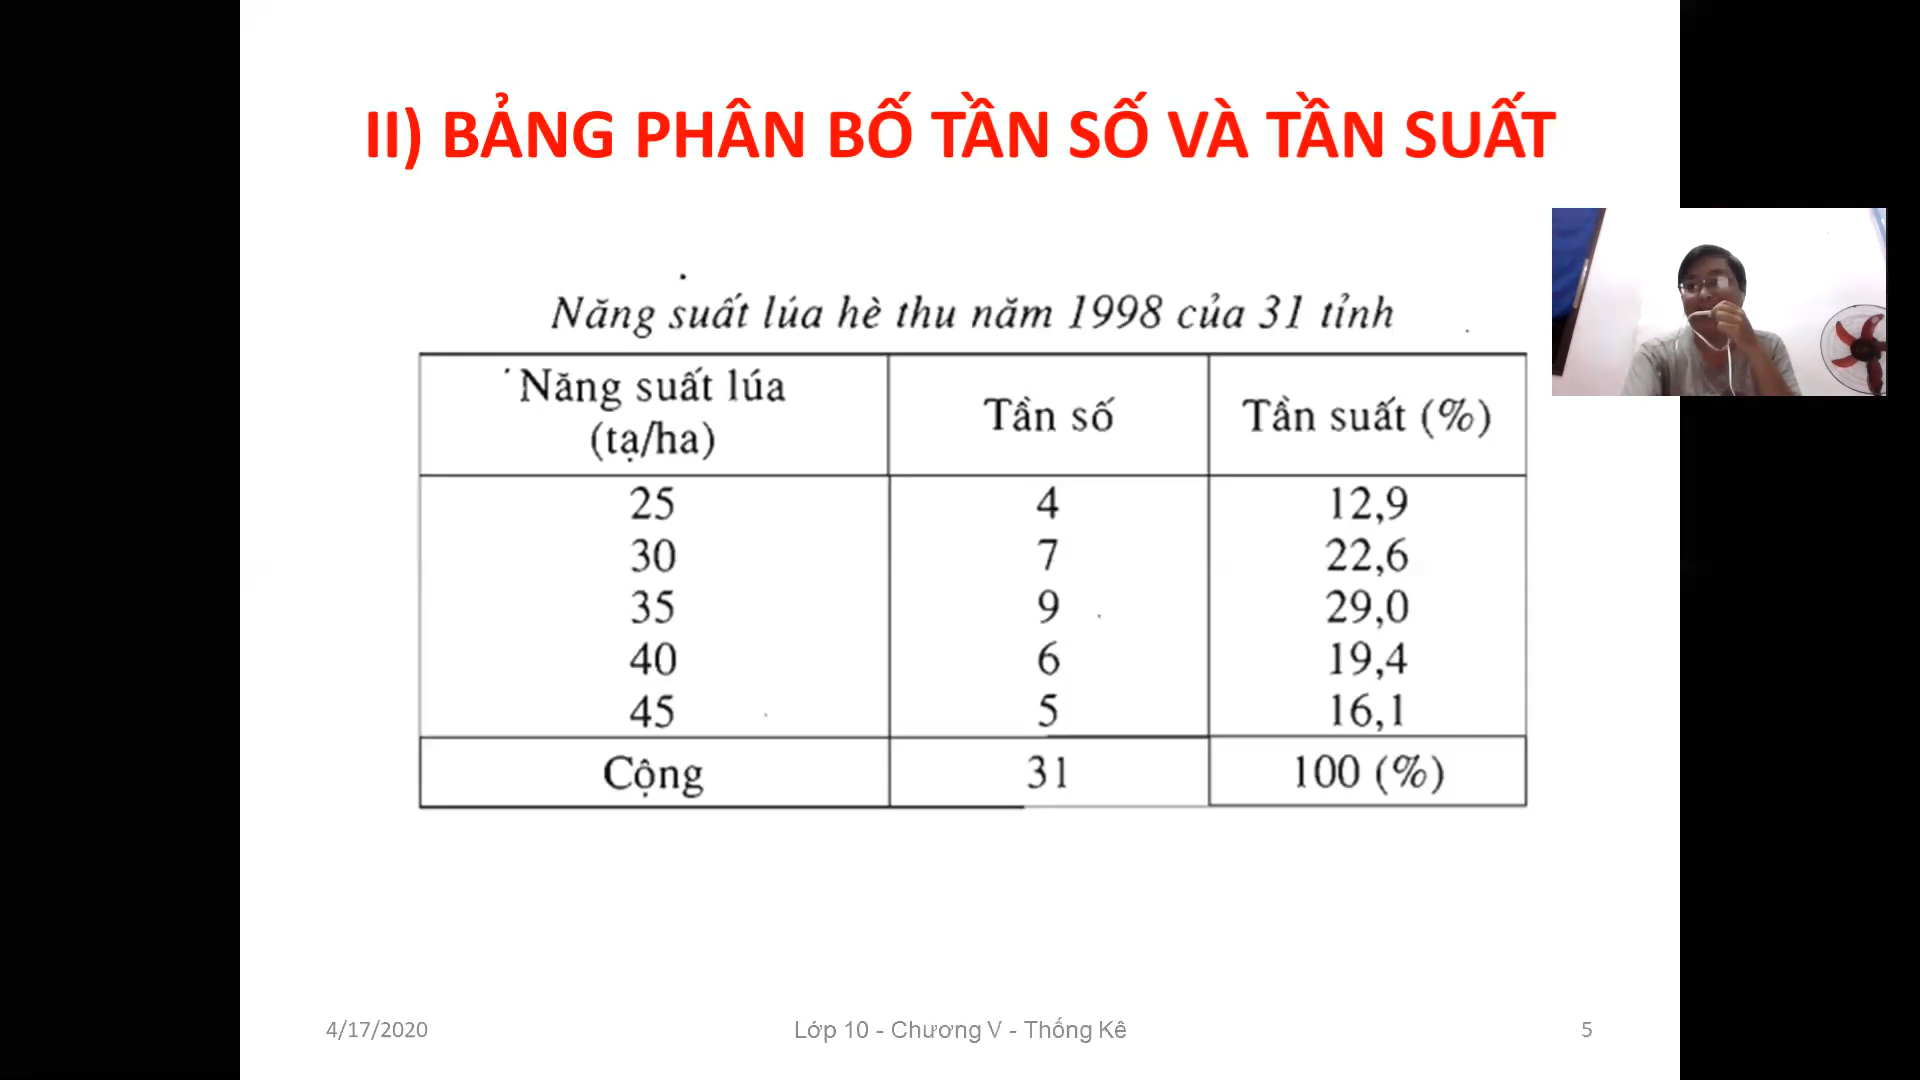 II) BẢNG PHÂN BỐ TẦN SỐ VÀ TẦN SUẤT
Năng suất lúa hè thu năm 1998 của 31 tỉnh
Năng suất lúa
(tạ/ha)
Tần số
Tần suất (%)
25 4 12,9
30 7 22,6
35 9 29,0
40 6 19,4
45 5 16,1
Cộng 31 100 (%)
4/17/2020 Lớp 10 - Chương V - Thống Kê 5